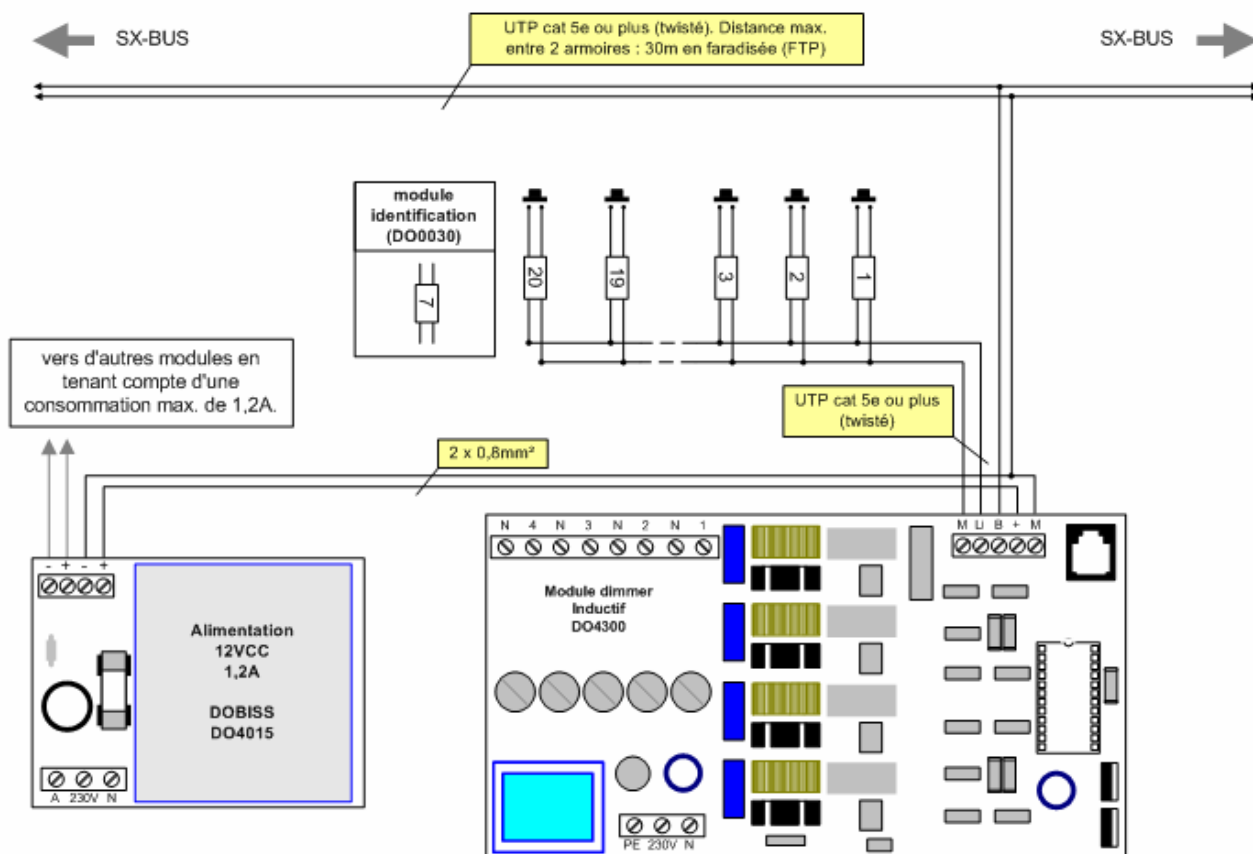 SX-BUS
UTP cat 5e ou plus (twisté). Distance max.
entre 2 armoires : 30m en faradisée (FTP)
SX-BUS
module
identification
(DO0030)
7
20
19
3
2
1
vers d'autres modules en
tenant compte d'une
consommation max. de 1,2A.
UTP cat 5e ou plus
(twisté)
2 x 0,8mm²
- + - +
Alimentation
12VCC
1,2A
DOBISS
DO4015
A 230V N
N 4 N 3 N 2 N 1
M LI B + M
Module dimmer
Inductif
DO4300
PE 230V N